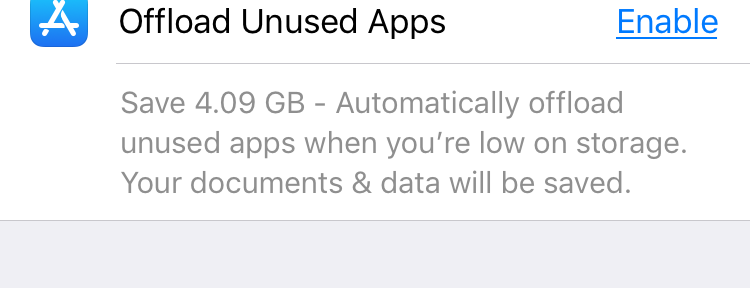 Offload Unused Apps Enable
Save 4.09 GB - Automatically offload
unused apps when you’re low on storage.
Your documents & data will be saved.